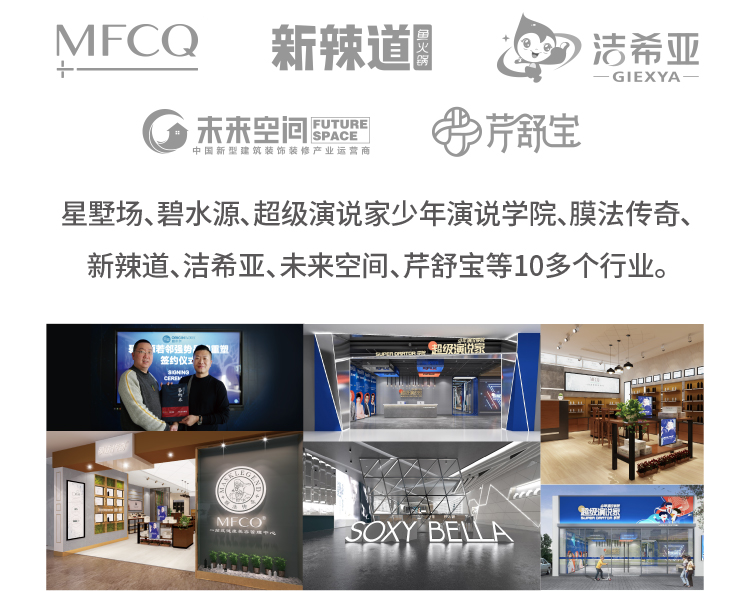 MFCQ
新辣道
鱼火锅
洁希亚
GIEXYA
未来空间
FUTURE
SPACE
中国新型建筑装饰装修产业运营商
芹舒宝
星墅场、碧水源、超级演说家少年演说学院、膜法传奇、
新辣道、洁希亚、未来空间、芹舒宝等10多个行业。
签约仪式
SIGNING
超级演说家
MFCQ
SOXY BELLA
超级演说家